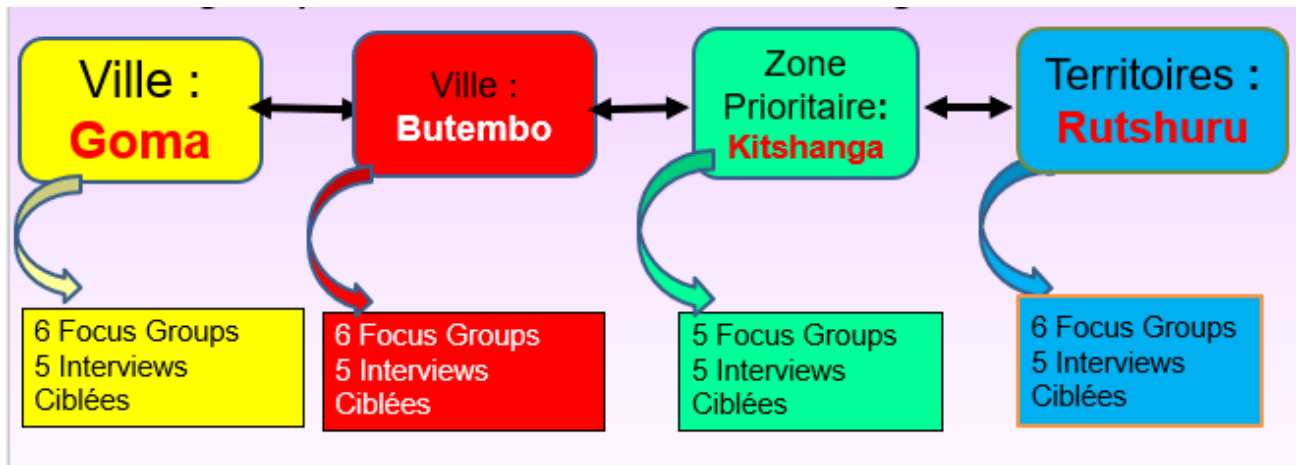 Ville :
Goma
Ville :
Butembo
Zone
Prioritaire:
Kitshanga
Territoires :
Rutshuru
6 Focus Groups
5 Interviews
Ciblées
6 Focus Groups
5 Interviews
Ciblées
5 Focus Groups
5 Interviews
Ciblées
6 Focus Groups
5 Interviews
Ciblées